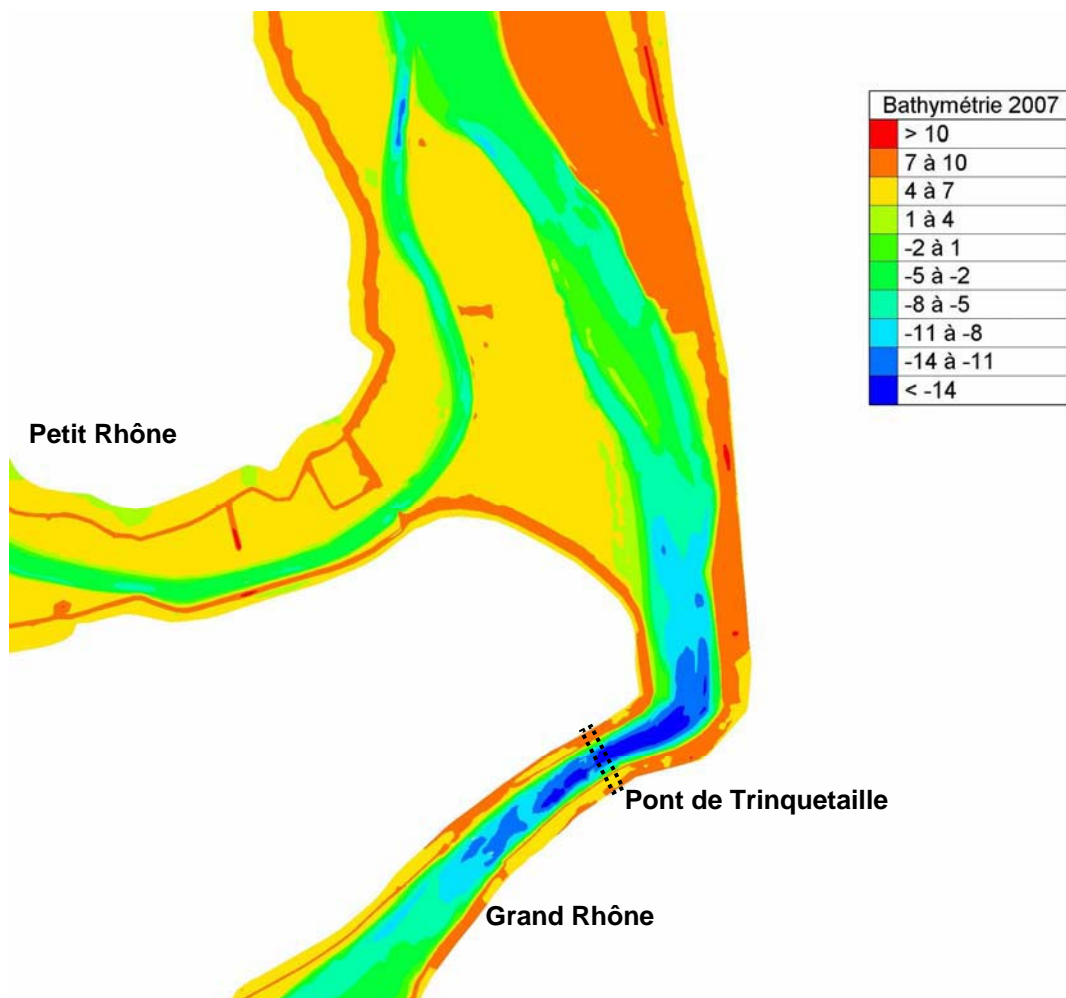 Bathymétrie 2007
> 10
7 à 10
4 à 7
1 à 4
-2 à 1
-5 à -2
-8 à -5
-11 à -8
-14 à -11
< -14
Petit Rhône
Pont de Trinquetaille
Grand Rhône